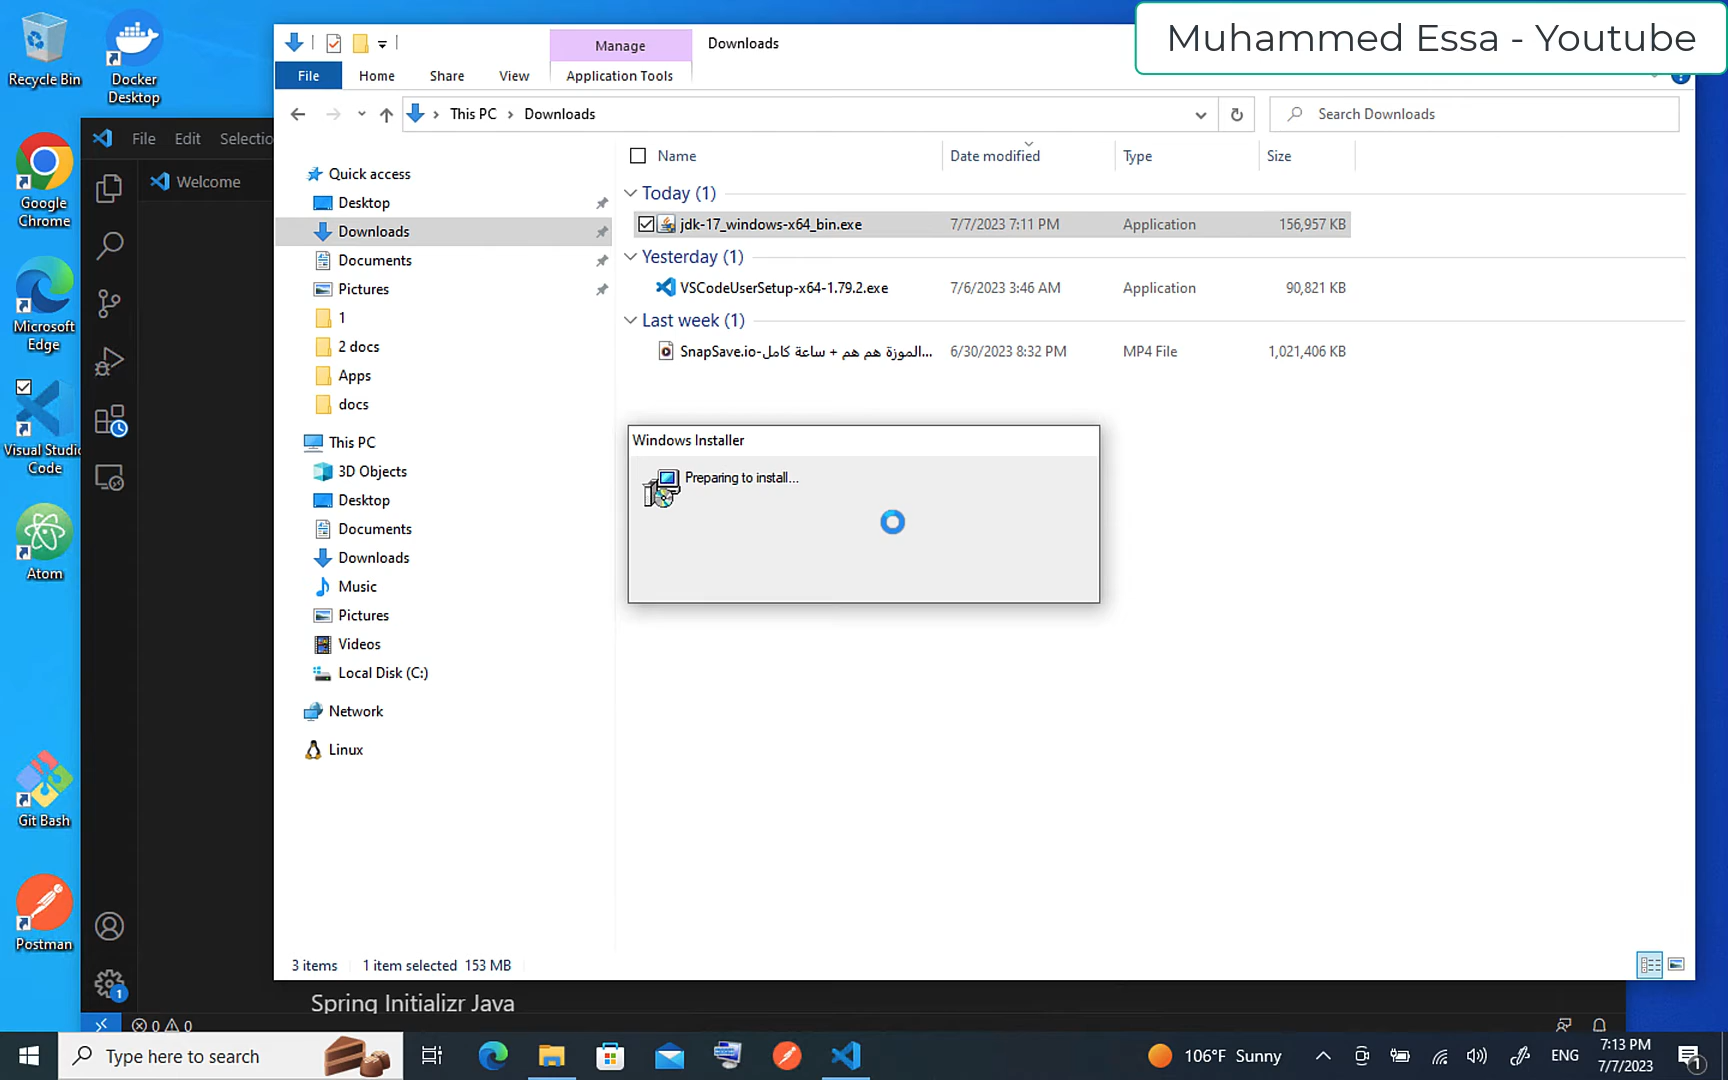 Muhammed Essa - Youtube
Recycle Bin
Docker
Desktop
Google
Chrome
Microsoft
Edge
Visual Studio
Code
Atom
Git Bash
Postman
File Edit Selectio
Welcome
Manage
Downloads
File Home Share View Application Tools
This PC > Downloads
Search Downloads
Quick access
Desktop
Downloads
Documents
Pictures
1
2 docs
Apps
docs
This PC
3D Objects
Desktop
Documents
Downloads
Music
Pictures
Videos
Local Disk (C:)
Network
Linux
Name Date modified Type Size
Today (1)
jdk-17_windows-x64_bin.exe 7/7/2023 7:11 PM Application 156,957 KB
Yesterday (1)
VSCodeUserSetup-x64-1.79.2.exe 7/6/2023 3:46 AM Application 90,821 KB
Last week (1)
SnapSave.io-الموزة هم هم + ساعة كامل... 6/30/2023 8:32 PM MP4 File 1,021,406 KB
Windows Installer
Preparing to install...
3 items 1 item selected 153 MB
Spring Initializr Java
1
0 0
Type here to search
106°F Sunny
ENG
7:13 PM
7/7/2023
1